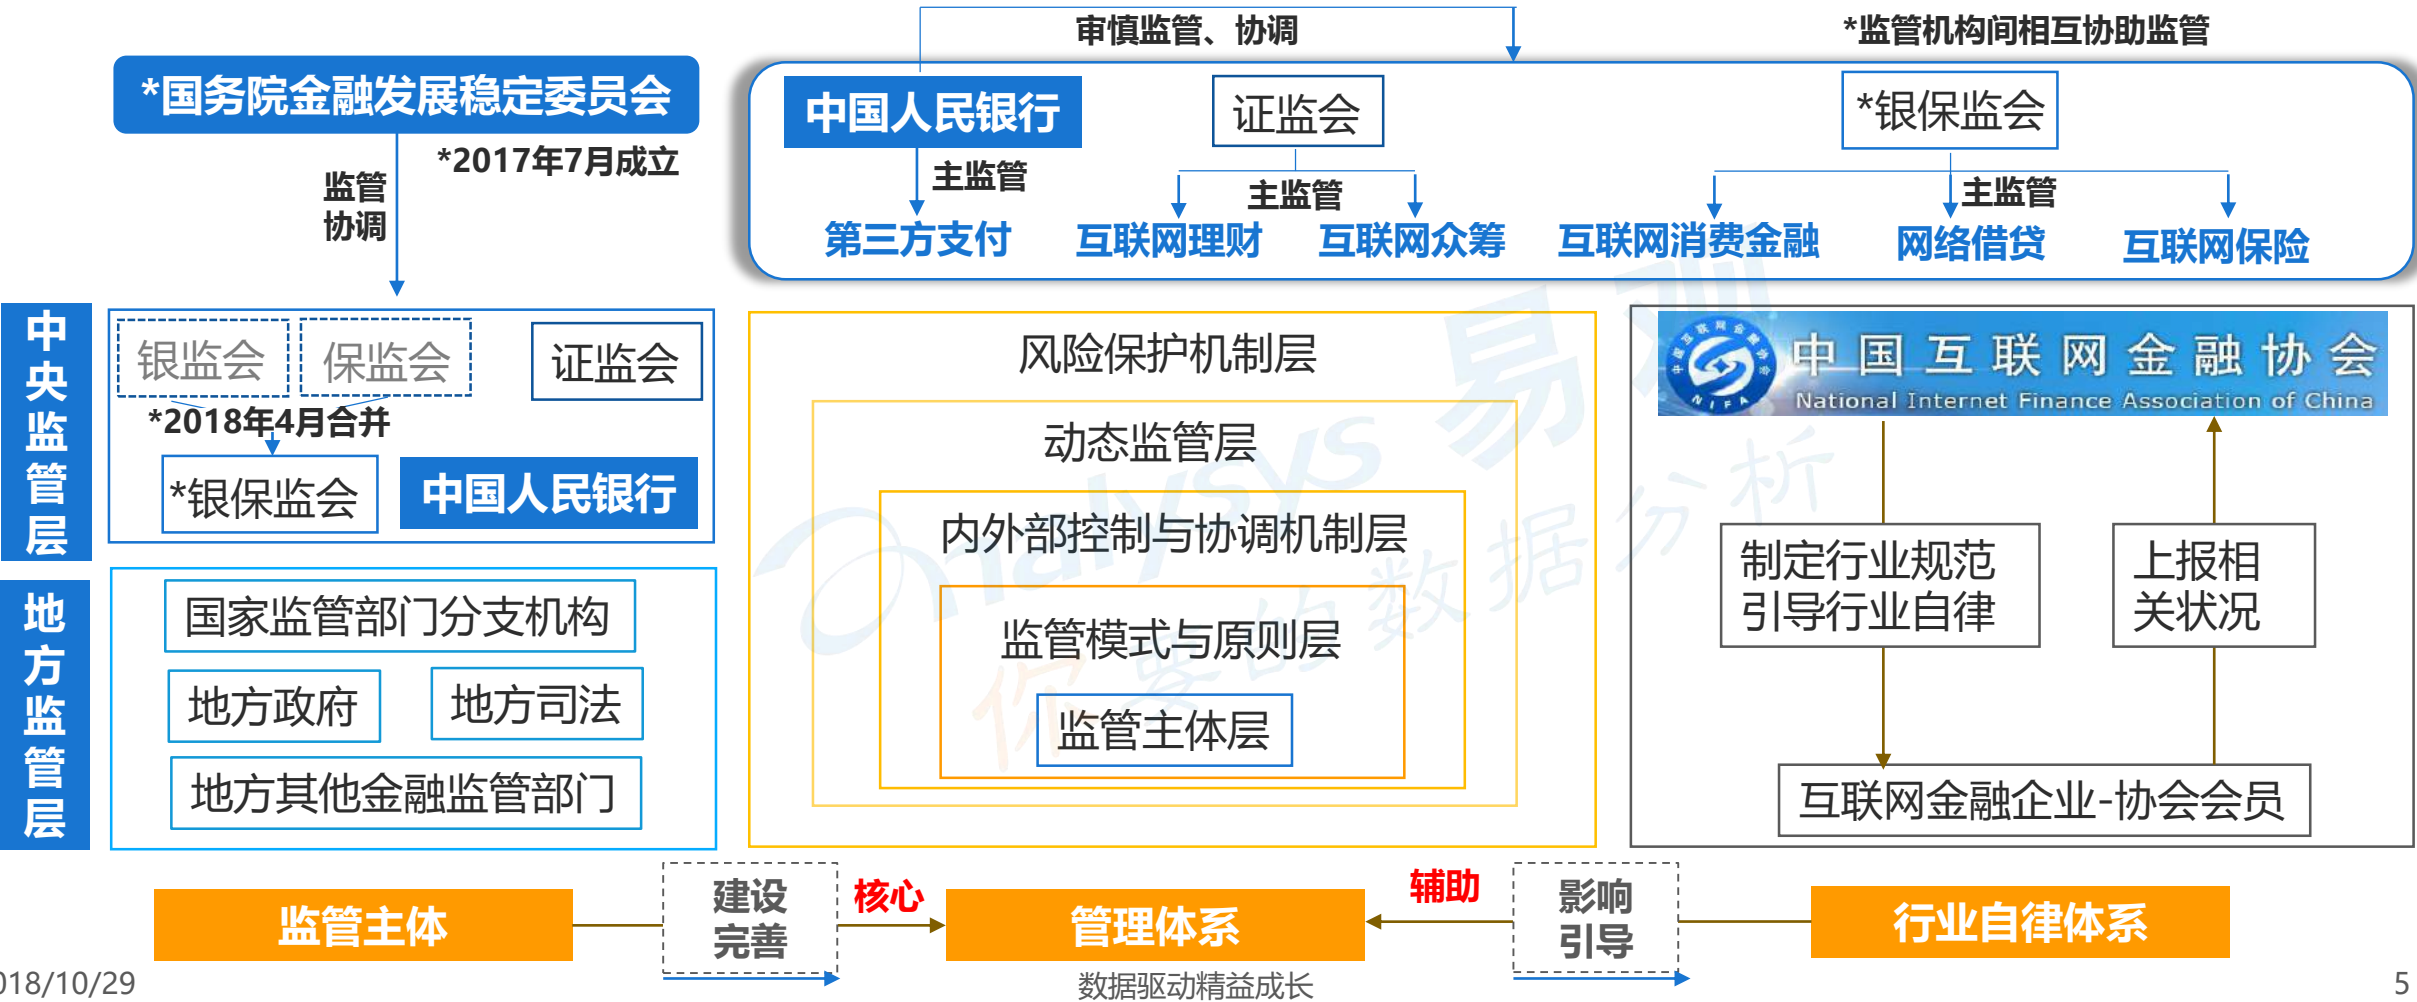 审慎监管、协调
*监管机构间相互协助监管
*国务院金融发展稳定委员会
*2017年7月成立
监管
协调
中国人民银行
证监会
*银保监会
主监管
主监管
主监管
第三方支付
互联网理财
互联网众筹
互联网消费金融
网络借贷
互联网保险
中央监管层
银监会
保监会
证监会
*2018年4月合并
*银保监会
中国人民银行
地方监管层
国家监管部门分支机构
地方政府
地方司法
地方其他金融监管部门
风险保护机制层
动态监管层
内外部控制与协调机制层
监管模式与原则层
监管主体层
中国互联网金融协会
National Internet Finance Association of China
NIFA
制定行业规范
引导行业自律
上报相
关状况
互联网金融企业-协会会员
监管主体
建设
完善
核心
管理体系
辅助
影响
引导
行业自律体系
018/10/29
数据驱动精益成长
5
nalysys 易观
你要的数据分析